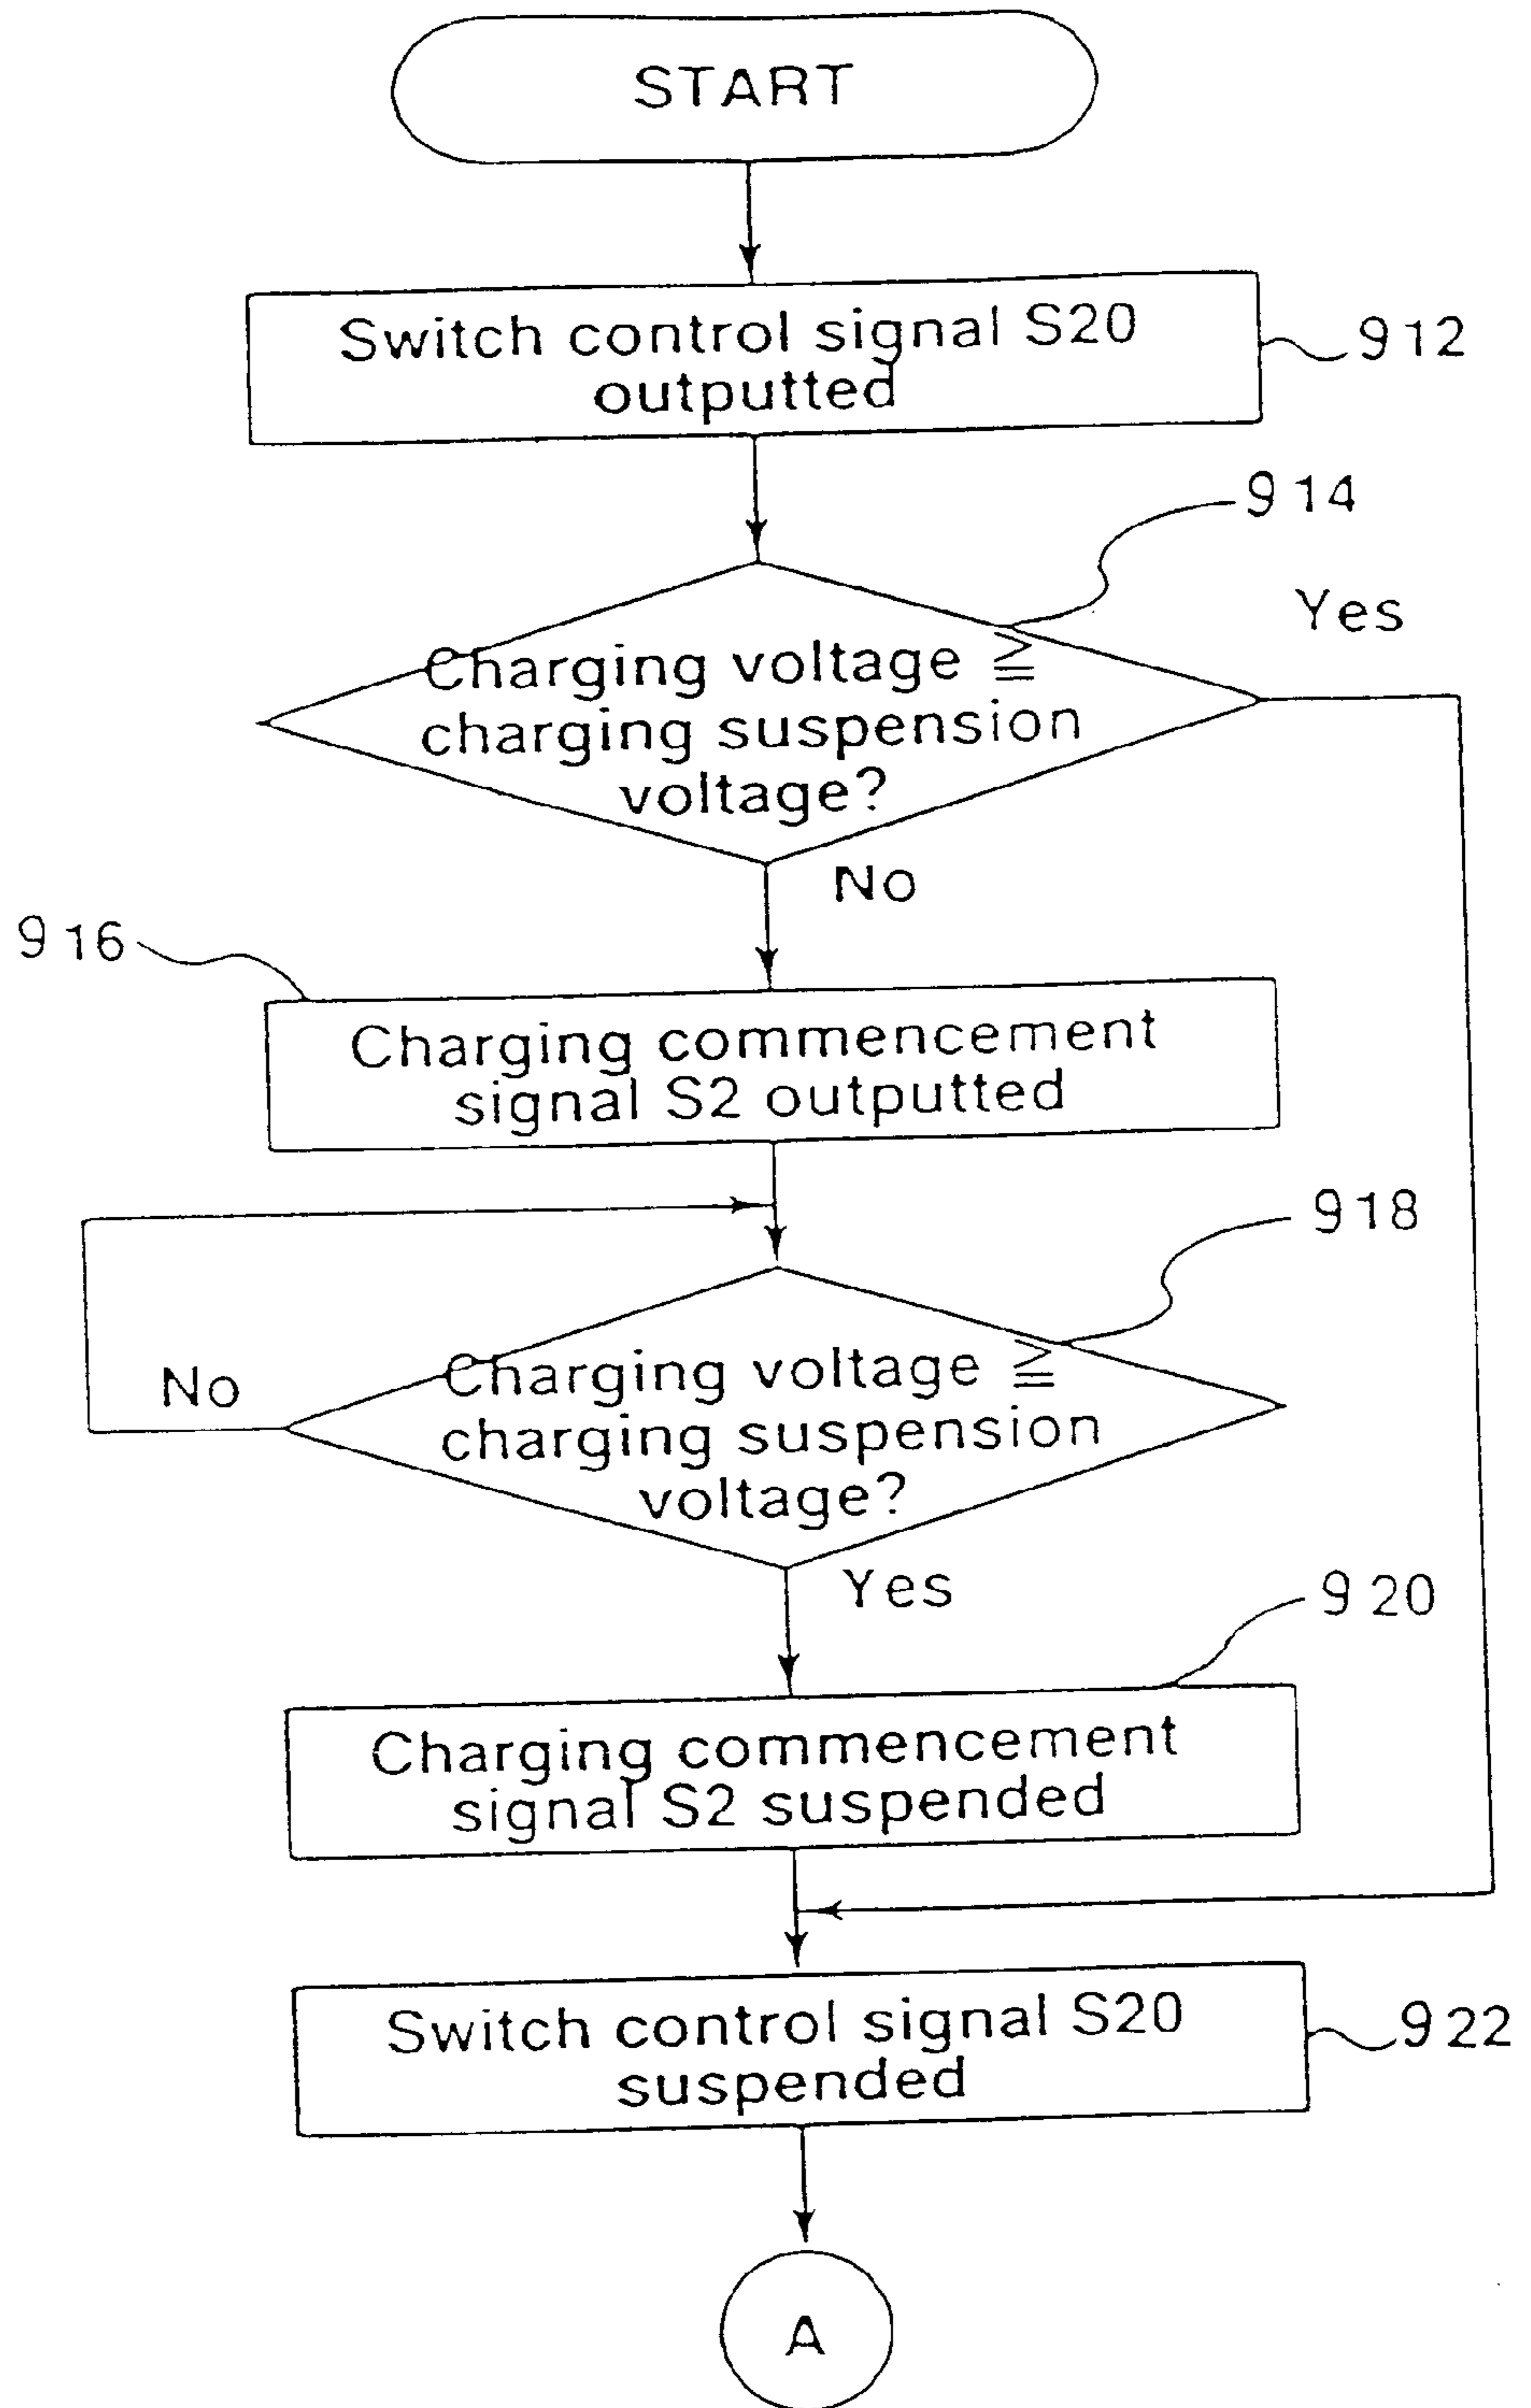 START
Switch control signal S20
outputted
912
914
Yes
Charging voltage ≧
charging suspension
voltage?
No
916
Charging commencement
signal S2 outputted
918
No
Charging voltage ≧
charging suspension
voltage?
Yes
920
Charging commencement
signal S2 suspended
Switch control signal S20
suspended
922
A